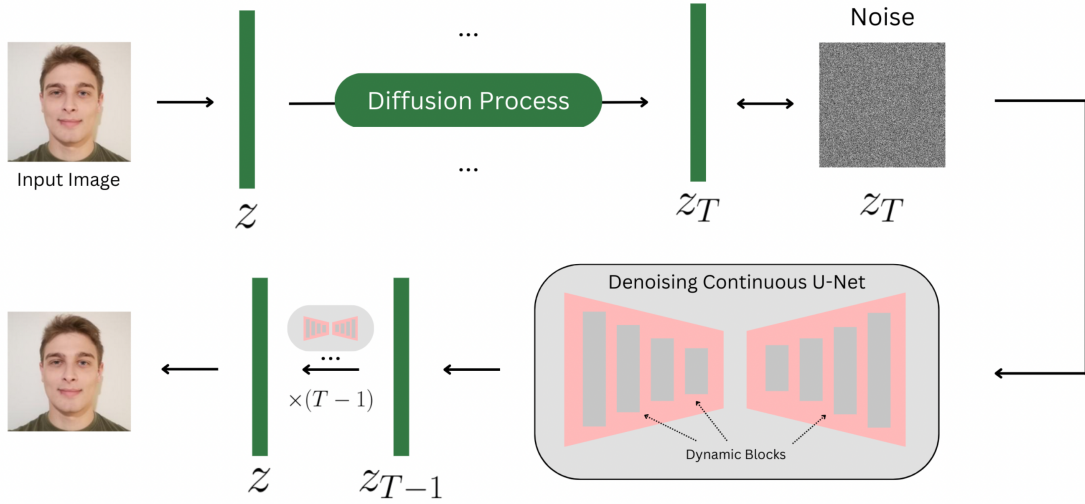 Noise
...
Diffusion Process
Input Image
...
z
z_T
z_T
Denoising Continuous U-Net
...
×(T − 1)
Dynamic Blocks
z
z_{T−1}